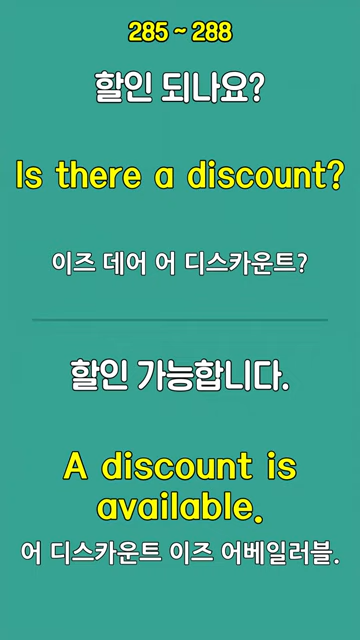 285 ~ 288
할인 되나요?
Is there a discount?
이즈 데어 어 디스카운트?
할인 가능합니다.
A discount is
available.
어 디스카운트 이즈 어베일러블.